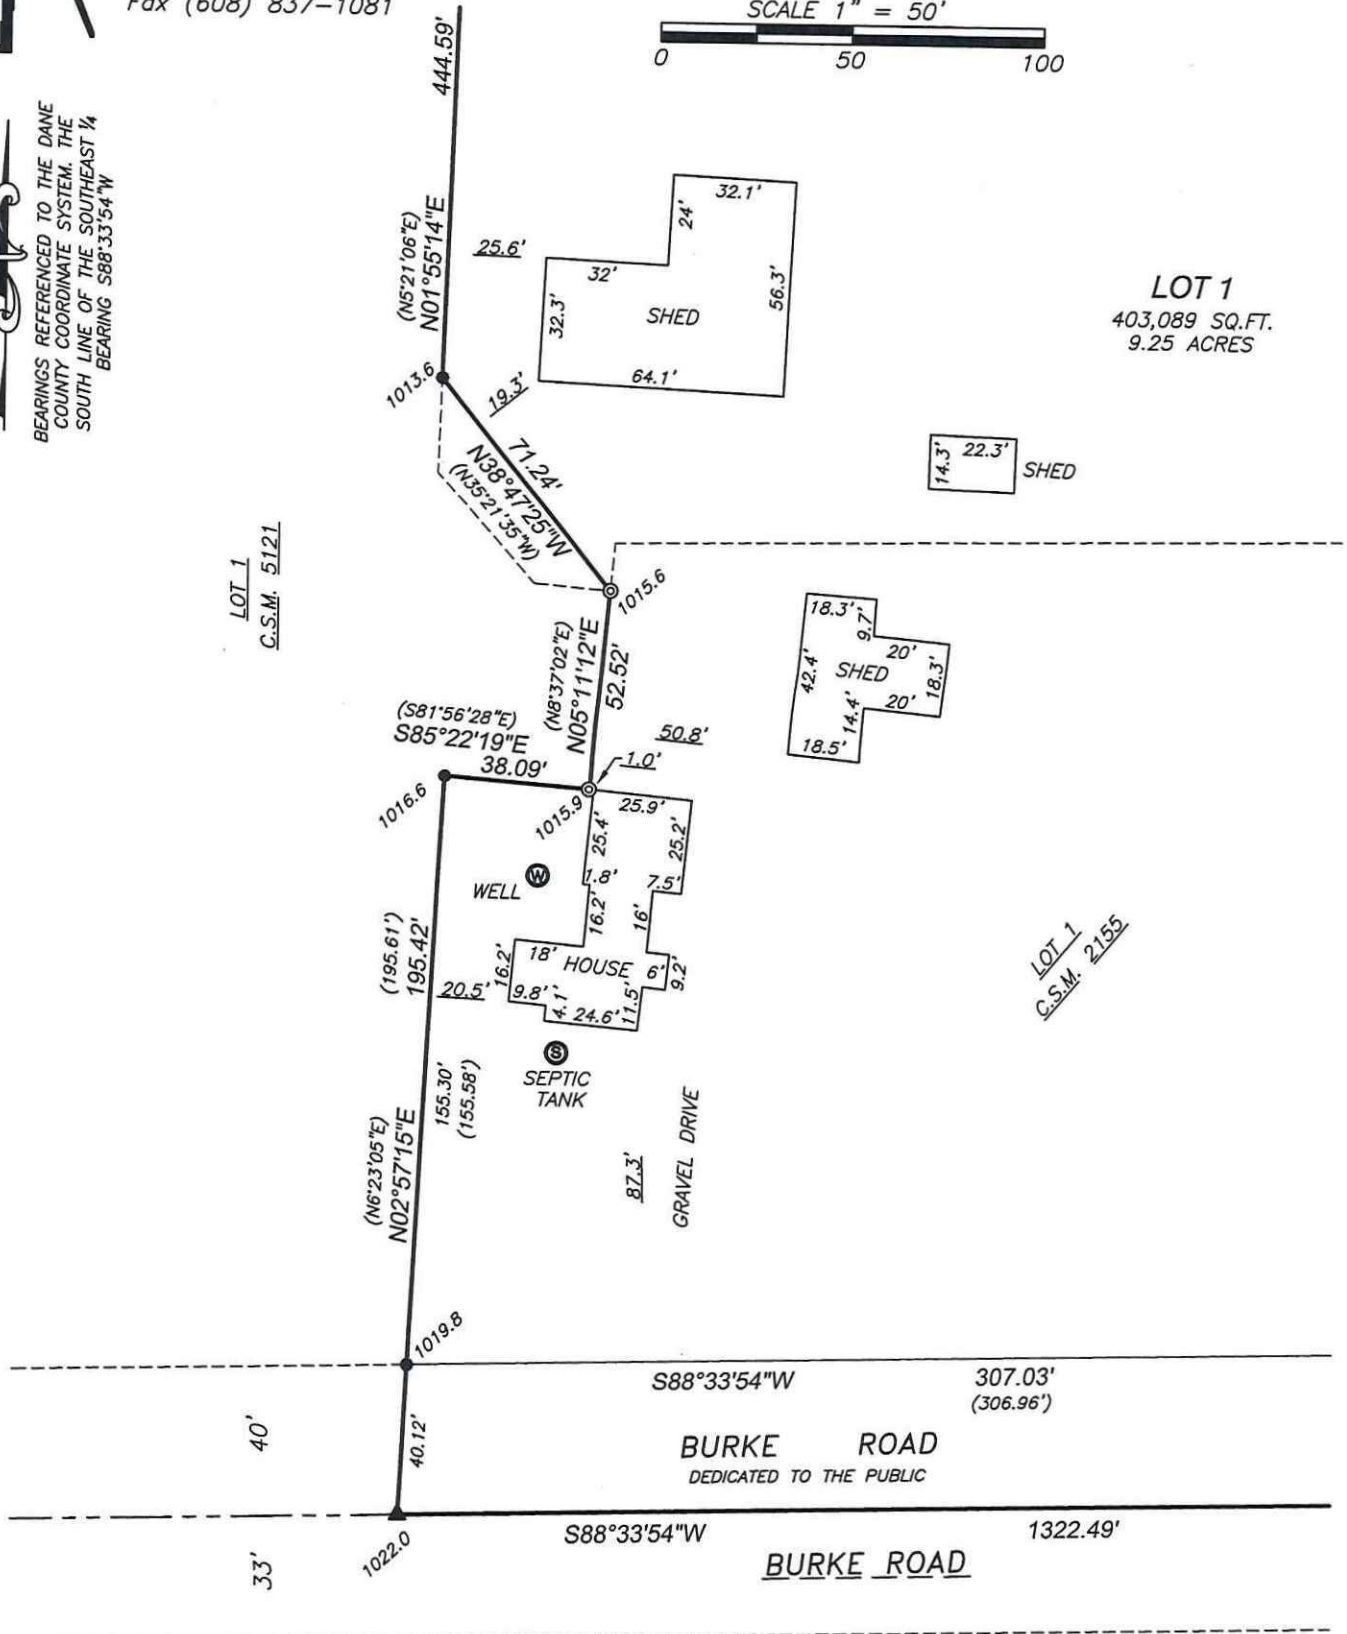 Fax (608) 837-1081
SCALE 1" = 50'
0 50 100
BEARINGS REFERENCED TO THE DANE
COUNTY COORDINATE SYSTEM. THE
SOUTH LINE OF THE SOUTHEAST ¼
BEARING S88°33'54"W
444.59'
(N5°21'06"E)
N01°55'14"E
25.6'
32.1'
24'
32'
32.3'
SHED
56.3'
64.1'
LOT 1
403,089 SQ.FT.
9.25 ACRES
1013.6
19.3'
71.24'
N38°47'25"W
(N35°21'35"W)
14.3'
22.3'
SHED
LOT 1
C.S.M. 5121
1015.6
(N8°37'02"E)
N05°11'12"E
52.52'
18.3'
9.7'
20'
42.4'
SHED
18.3'
20'
14.4'
18.5'
(S81°56'28"E)
S85°22'19"E
38.09'
50.8'
1.0'
1016.6
1015.9
25.9'
25.4'
25.2'
W
WELL
1.8'
7.5'
16.2'
16'
18'
16.2'
HOUSE
6'
9.2'
9.8'
4.1'
24.6'
11.5'
(195.61')
195.42'
20.5'
LOT 1
C.S.M. 2155
S
SEPTIC
TANK
155.30'
(155.58')
(N6°23'05"E)
N02°57'15"E
87.3'
GRAVEL DRIVE
1019.8
S88°33'54"W 307.03'
(306.96')
40'
40.12'
BURKE ROAD
DEDICATED TO THE PUBLIC
1022.0
S88°33'54"W 1322.49'
33'
BURKE ROAD